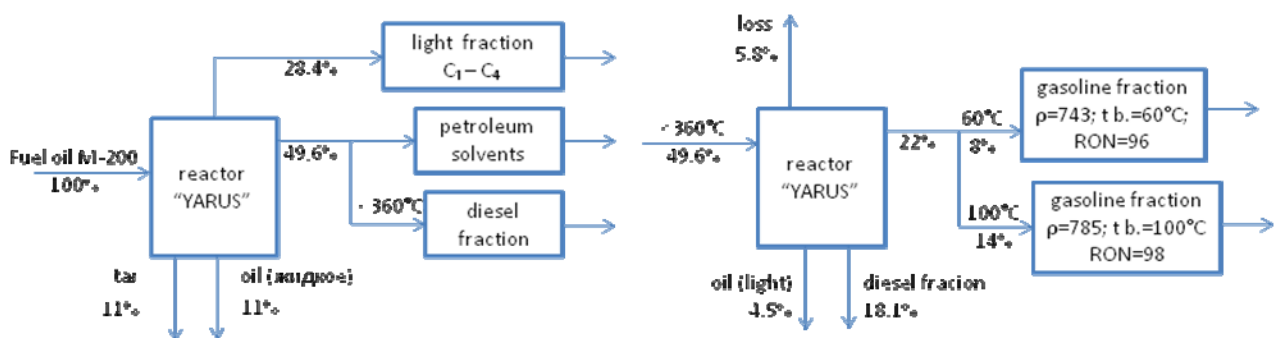 light fraction
C₁ – C₄
28.4%
Fuel oil M-200
100%
reactor
"YARUS"
49.6%
petroleum
solvents
- 360°C
diesel
fraction
tar
11%
oil (жидкое)
11%
loss
5.8%
- 360°C
49.6%
reactor
"YARUS"
22%
60°C
8%
gasoline fraction
ρ=743; t b.=60°C;
RON=96
100°C
14%
gasoline fraction
ρ=785; t b.=100°C
RON=98
oil (light)
4.5%
diesel fracion
18.1%